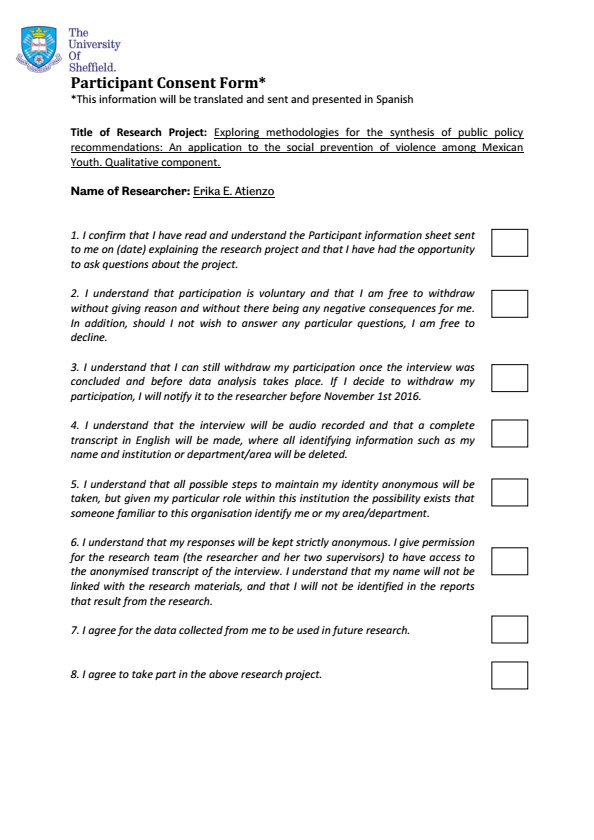 The
University
Of
Sheffield.
Participant Consent Form*
*This information will be translated and sent and presented in Spanish
Title of Research Project: Exploring methodologies for the synthesis of public policy
recommendations: An application to the social prevention of violence among Mexican
Youth. Qualitative component.
Name of Researcher: Erika E. Atienzo
1. I confirm that I have read and understand the Participant information sheet sent
to me on (date) explaining the research project and that I have had the opportunity
to ask questions about the project.
2. I understand that participation is voluntary and that I am free to withdraw
without giving reason and without there being any negative consequences for me.
In addition, should I not wish to answer any particular questions, I am free to
decline.
3. I understand that I can still withdraw my participation once the interview was
concluded and before data analysis takes place. If I decide to withdraw my
participation, I will notify it to the researcher before November 1st 2016.
4. I understand that the interview will be audio recorded and that a complete
transcript in English will be made, where all identifying information such as my
name and institution or department/area will be deleted.
5. I understand that all possible steps to maintain my identity anonymous will be
taken, but given my particular role within this institution the possibility exists that
someone familiar to this organisation identify me or my area/department.
6. I understand that my responses will be kept strictly anonymous. I give permission
for the research team (the researcher and her two supervisors) to have access to
the anonymised transcript of the interview. I understand that my name will not be
linked with the research materials, and that I will not be identified in the reports
that result from the research.
7. I agree for the data collected from me to be used in future research.
8. I agree to take part in the above research project.